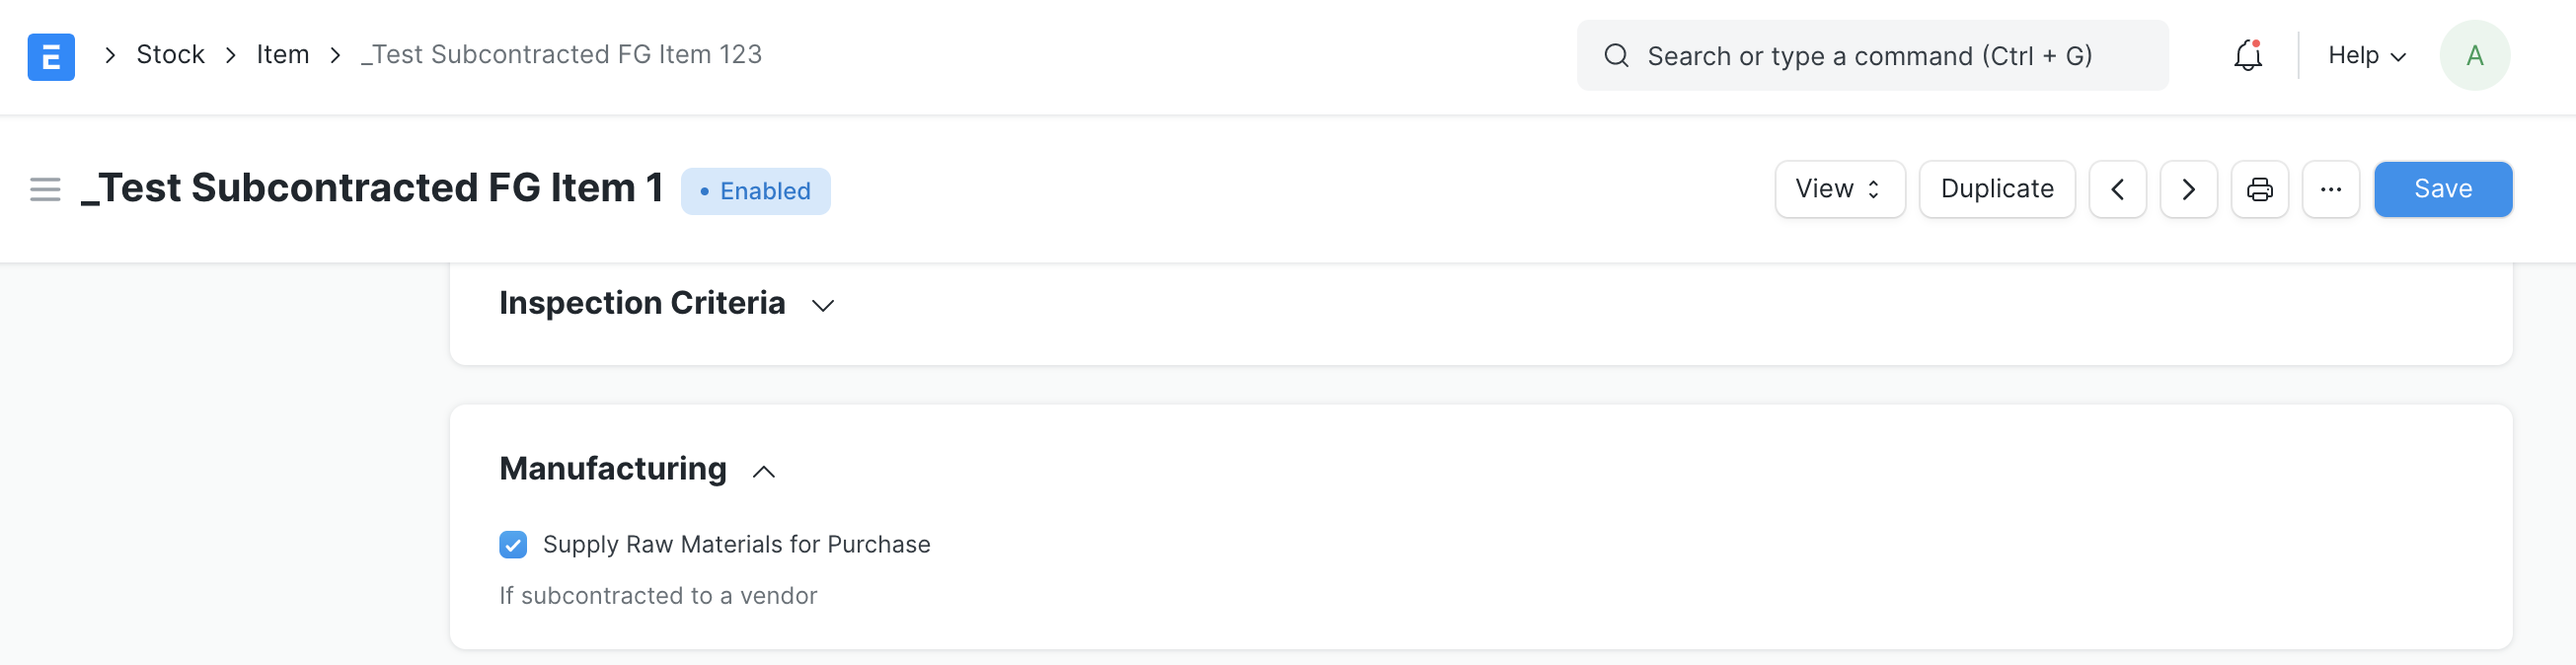 E Stock Item _Test Subcontracted FG Item 123 Search or type a command (Ctrl + G) Help A
_Test Subcontracted FG Item 1 • Enabled View Duplicate ··· Save
Inspection Criteria
Manufacturing
Supply Raw Materials for Purchase
If subcontracted to a vendor